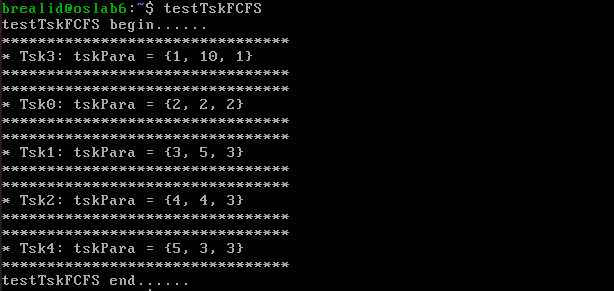 brealid@oslab6:~$ testTskFCFS
testTskFCFS begin......
********************************
* Tsk3: tskPara = {1, 10, 1}
********************************
********************************
* Tsk0: tskPara = {2, 2, 2}
********************************
********************************
* Tsk1: tskPara = {3, 5, 3}
********************************
********************************
* Tsk2: tskPara = {4, 4, 3}
********************************
********************************
* Tsk4: tskPara = {5, 3, 3}
********************************
testTskFCFS end......